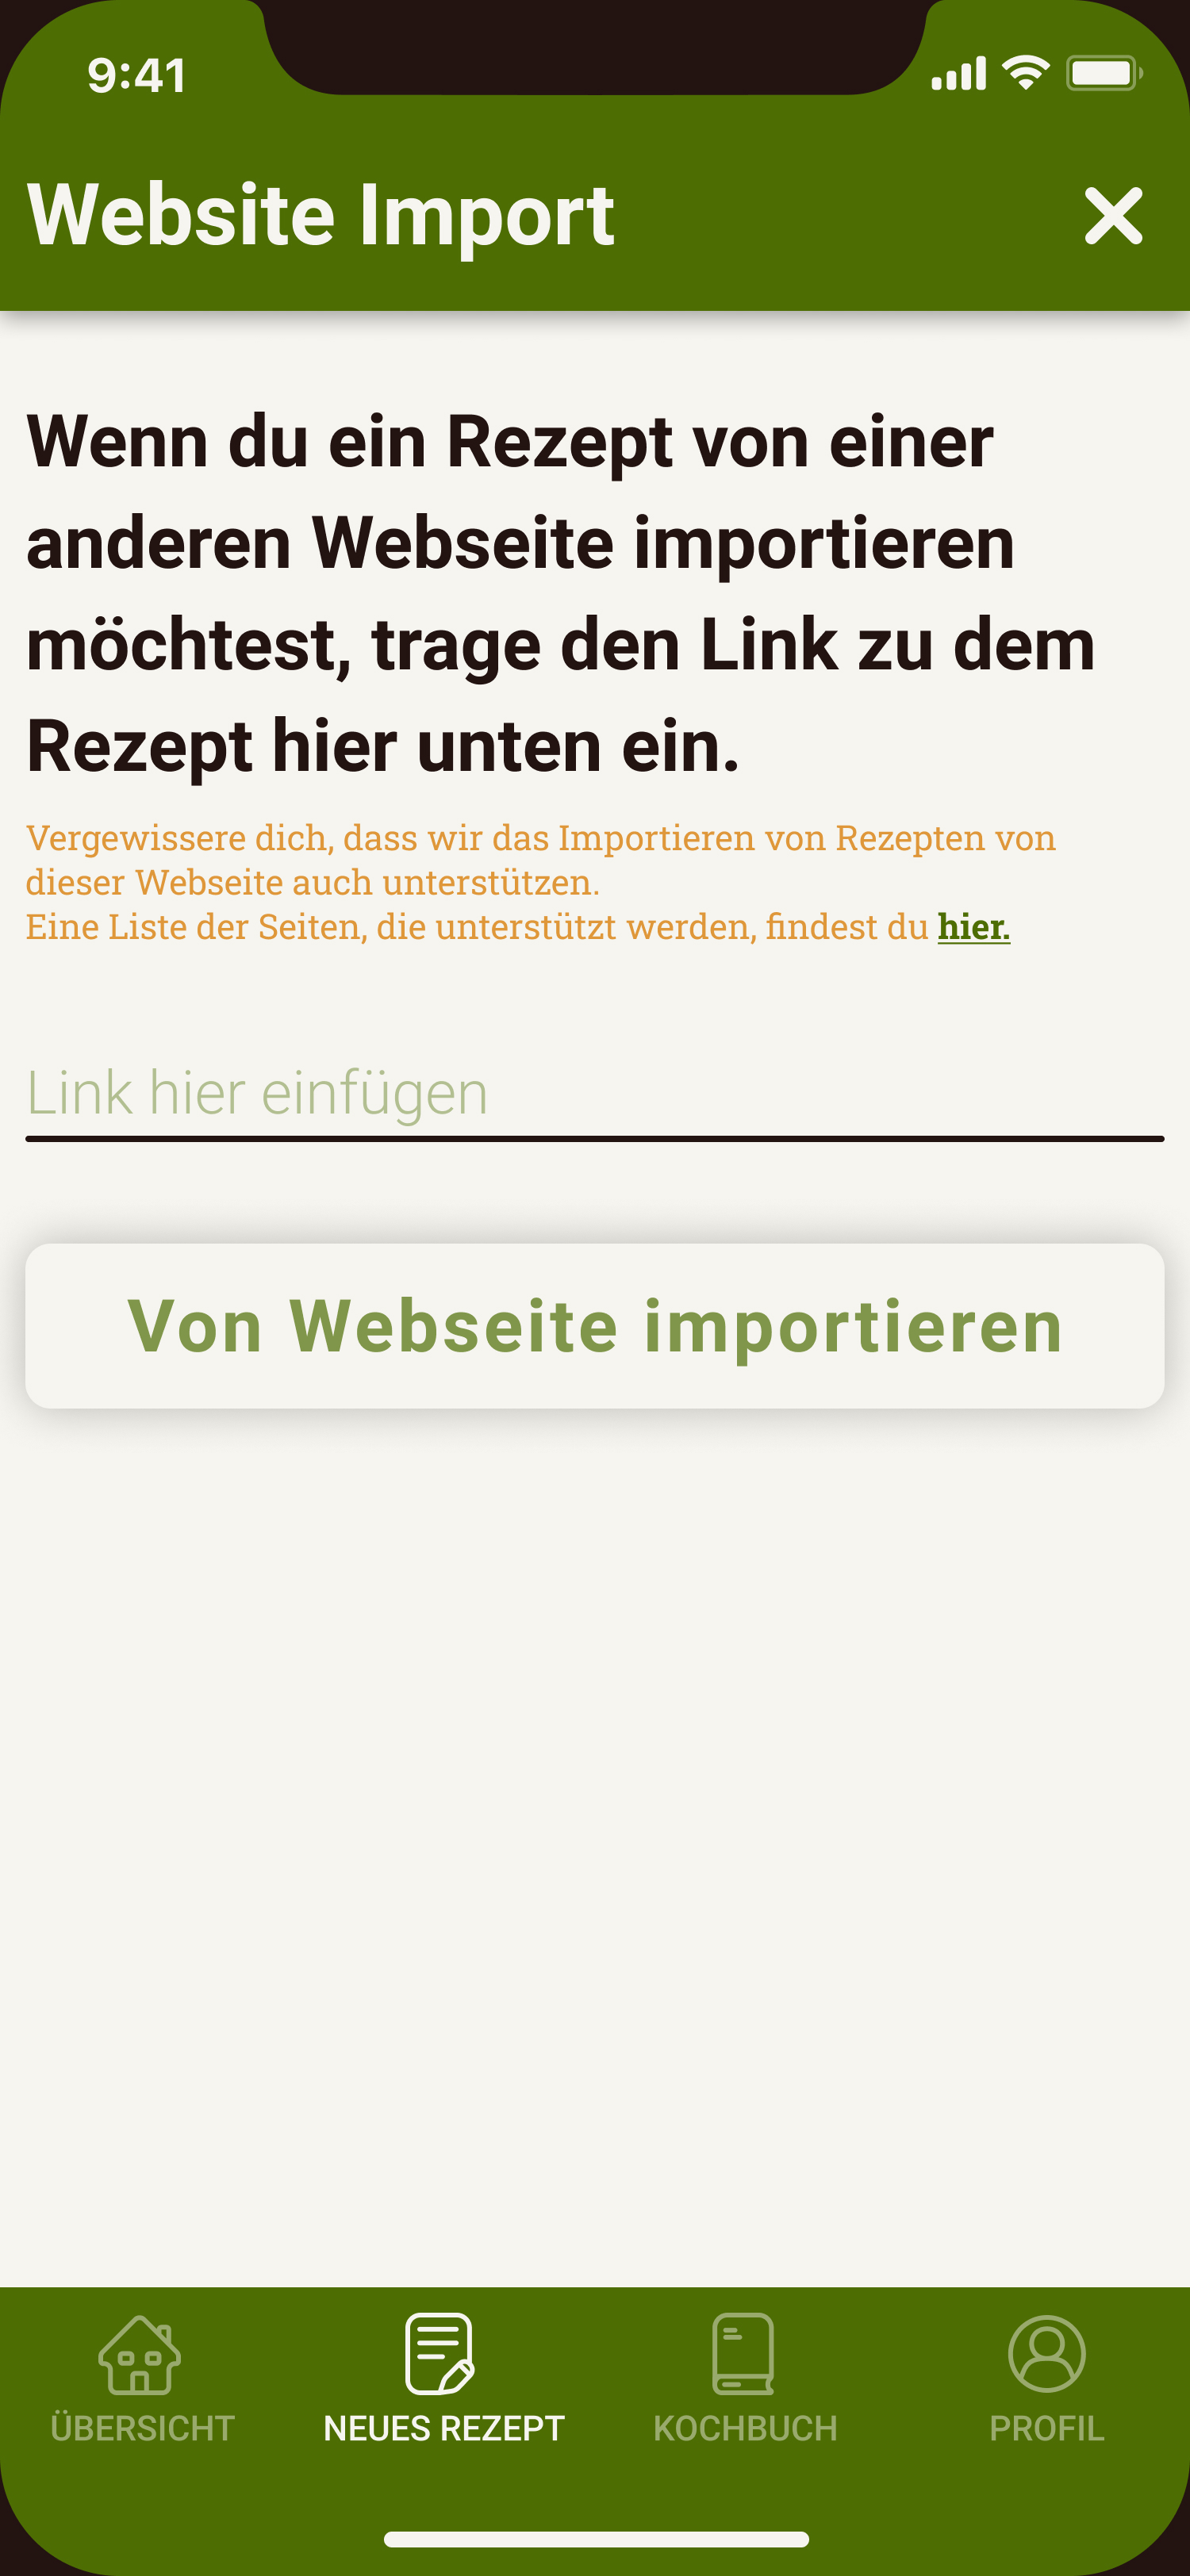 9:41
Website Import
Wenn du ein Rezept von einer
anderen Webseite importieren
möchtest, trage den Link zu dem
Rezept hier unten ein.
Vergewissere dich, dass wir das Importieren von Rezepten von
dieser Webseite auch unterstützen.
Eine Liste der Seiten, die unterstützt werden, findest du hier.
Link hier einfügen
Von Webseite importieren
ÜBERSICHT NEUES REZEPT KOCHBUCH PROFIL